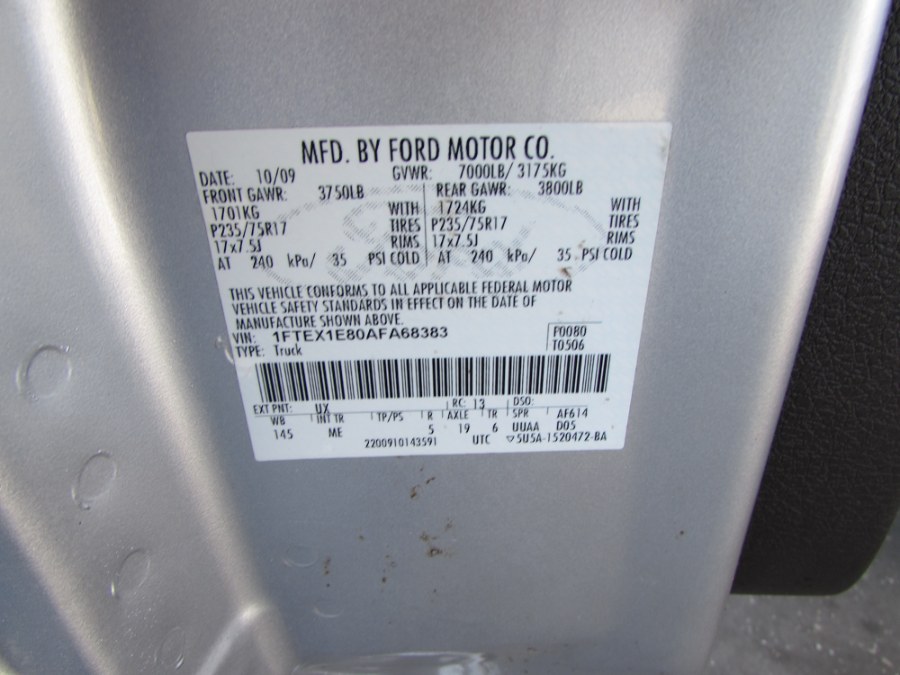 MFD. BY FORD MOTOR CO.
DATE: 10/09 GVWR: 7000LB/ 3175KG
FRONT GAWR: 3750LB REAR GAWR: 3800LB
1701KG WITH 1724KG WITH
P235/75R17 TIRES P235/75R17 TIRES
17x7.5J RIMS 17x7.5J RIMS
AT 240 kPa/ 35 PSI COLD AT 240 kPa/ 35 PSI COLD
THIS VEHICLE CONFORMS TO ALL APPLICABLE FEDERAL MOTOR
VEHICLE SAFETY STANDARDS IN EFFECT ON THE DATE OF
MANUFACTURE SHOWN ABOVE.
VIN: 1FTEX1E80AFA68383 F0080
TYPE: Truck T0506
EXT PNT: UX RC: 13 DSO:
WB INT TR TP/PS R AXLE TR SPR AF614
145 ME 5 19 6 UUAA D05
2200910143591 UTC ▽5U5A-1520472-BA